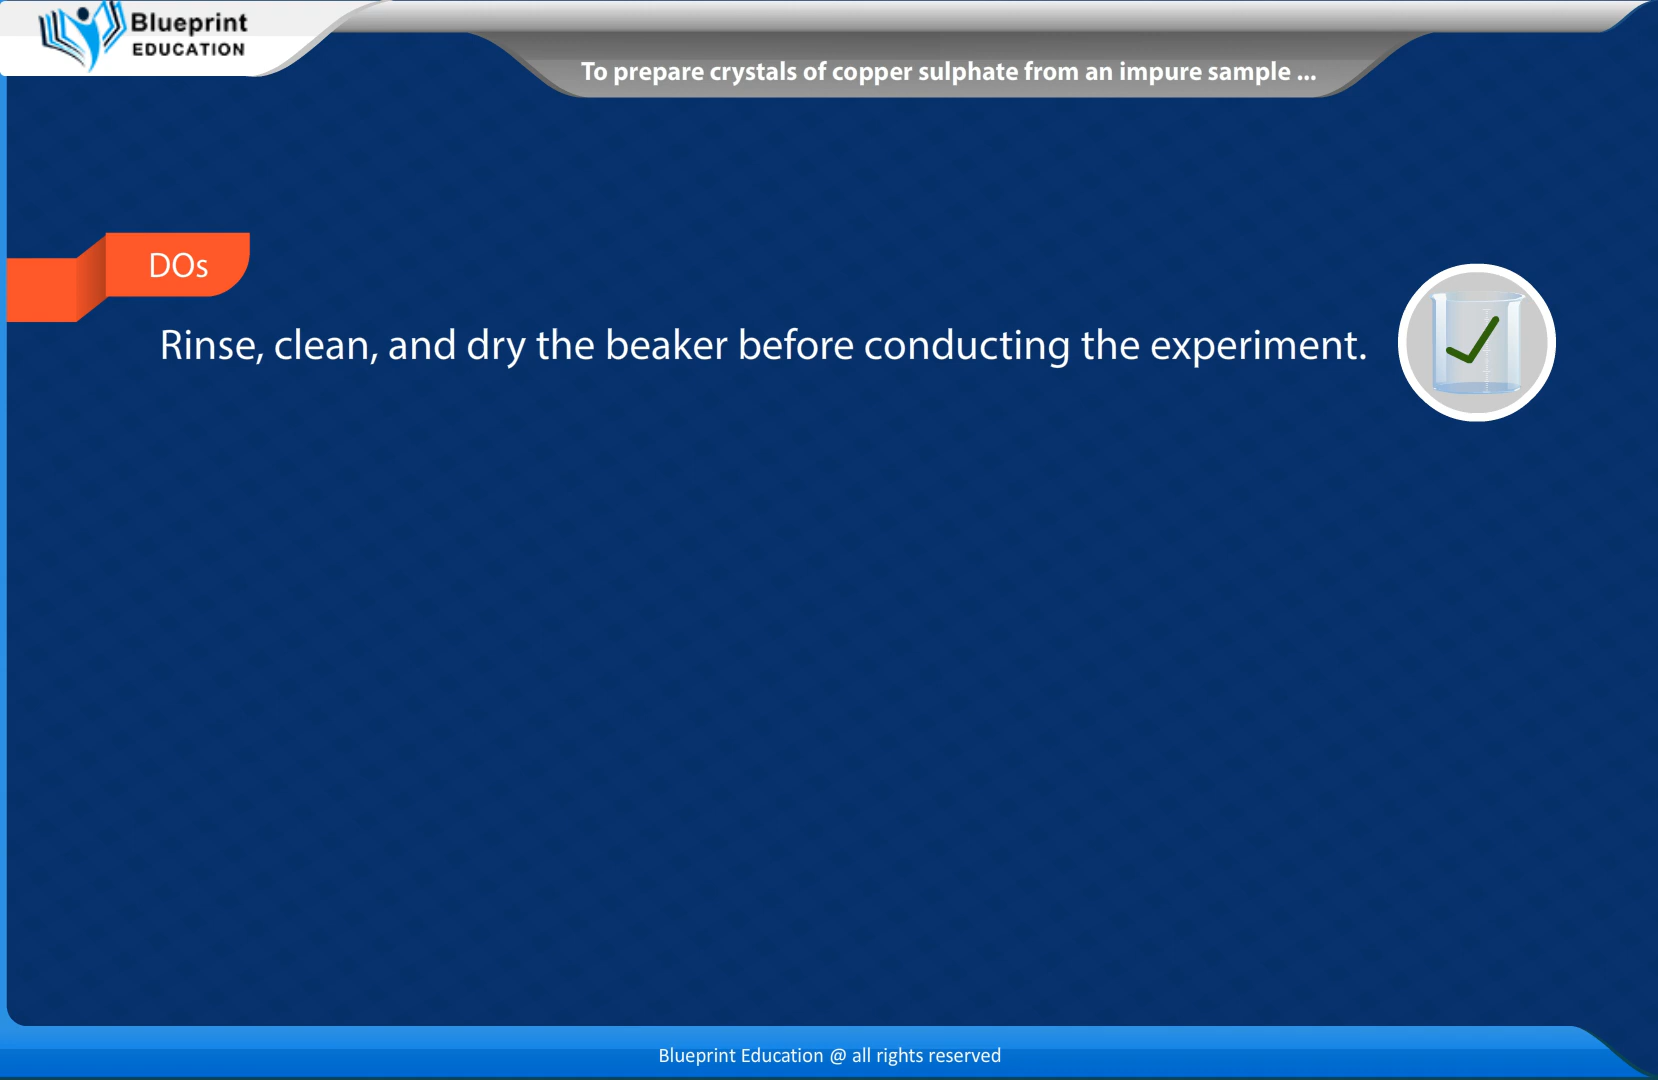 Blueprint
EDUCATION
To prepare crystals of copper sulphate from an impure sample ...
DOs
Rinse, clean, and dry the beaker before conducting the experiment.
Blueprint Education @ all rights reserved